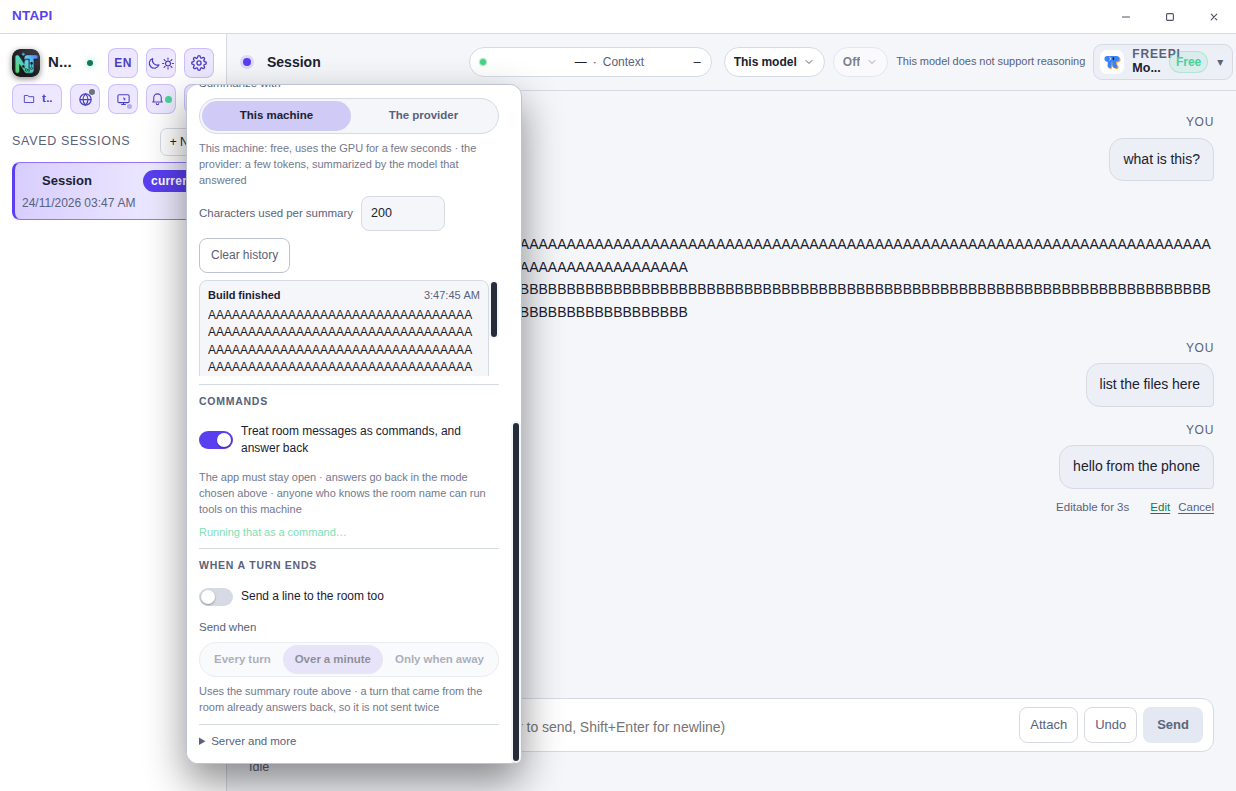 NTAPI
N...
EN
t..
SAVED SESSIONS
+ N
Session
curren
24/11/2026 03:47 AM
Session
— · Context –
This model
Off
This model does not support reasoning
FREEPI
Mo...
Free
YOU
what is this?
YOU
list the files here
YOU
hello from the phone
Editable for 3s Edit Cancel
to send, Shift+Enter for newline)
Attach
Undo
Send
Idle
This machine
The provider
This machine: free, uses the GPU for a few seconds · the
provider: a few tokens, summarized by the model that
answered
Characters used per summary 200
Clear history
Build finished 3:47:45 AM
COMMANDS
Treat room messages as commands, and
answer back
The app must stay open · answers go back in the mode
chosen above · anyone who knows the room name can run
tools on this machine
Running that as a command…
WHEN A TURN ENDS
Send a line to the room too
Send when
Every turn
Over a minute
Only when away
Uses the summary route above · a turn that came from the
room already answers back, so it is not sent twice
Server and more